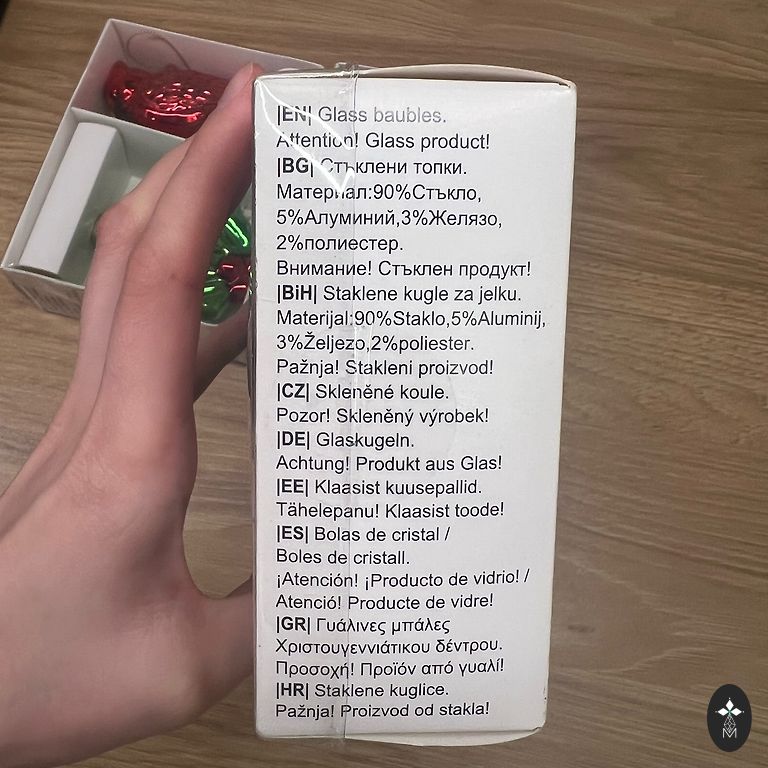 |EN| Glass baubles.
Attention! Glass product!
|BG| Стъклени топки.
Материал:90%Стъкло,
5%Алуминий,3%Желязо,
2%полиестер.
Внимание! Стъклен продукт!
|BiH| Staklene kugle za jelku.
Materijal:90%Staklo,5%Aluminij,
3%Željezo,2%poliester.
Pažnja! Stakleni proizvod!
|CZ| Skleněné koule.
Pozor! Skleněný výrobek!
|DE| Glaskugeln.
Achtung! Produkt aus Glas!
|EE| Klaasist kuusepallid.
Tähelepanu! Klaasist toode!
|ES| Bolas de cristal /
Boles de cristall.
¡Atención! ¡Producto de vidrio! /
Atenció! Producte de vidre!
|GR| Γυάλινες μπάλες
Χριστουγεννιάτικου δέντρου.
Προσοχή! Προϊόν από γυαλί!
|HR| Staklene kuglice.
Pažnja! Proizvod od stakla!
M